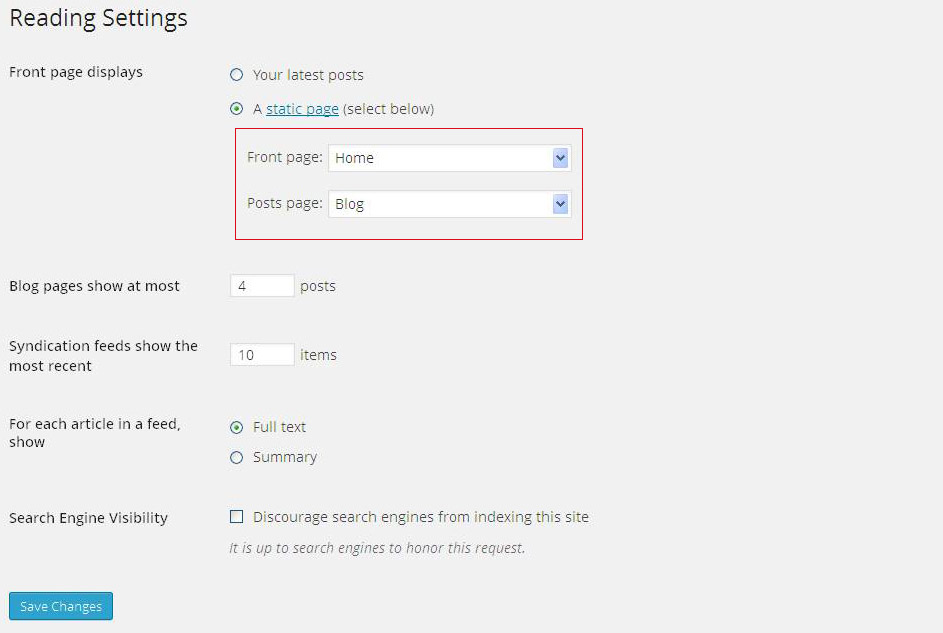 Reading Settings
Front page displays
Your latest posts
A static page (select below)
Front page: Home
Posts page: Blog
Blog pages show at most 4 posts
Syndication feeds show the
most recent
10 items
For each article in a feed,
show
Full text
Summary
Search Engine Visibility
Discourage search engines from indexing this site
It is up to search engines to honor this request.
Save Changes